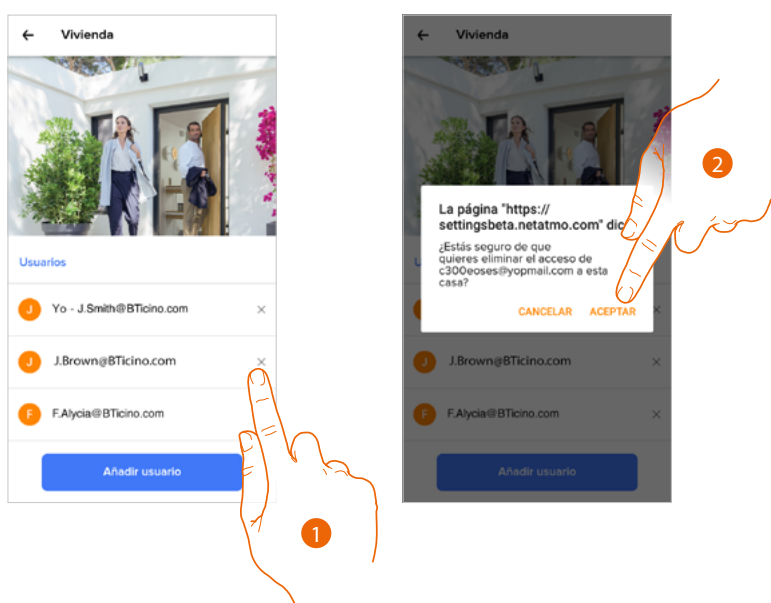 ← Vivienda
Usuarios
J Yo - J.Smith@BTicino.com ×
J J.Brown@BTicino.com ×
F F.Alycia@BTicino.com
Añadir usuario
1
← Vivienda
La página "https://
settingsbeta.netatmo.com" dic
¿Estás seguro de que
quieres eliminar el acceso de
c300eoses@yopmail.com a esta
casa?
CANCELAR ACEPTAR
U
×
J J.Brown@BTicino.com ×
F F.Alycia@BTicino.com ×
Añadir usuario
2